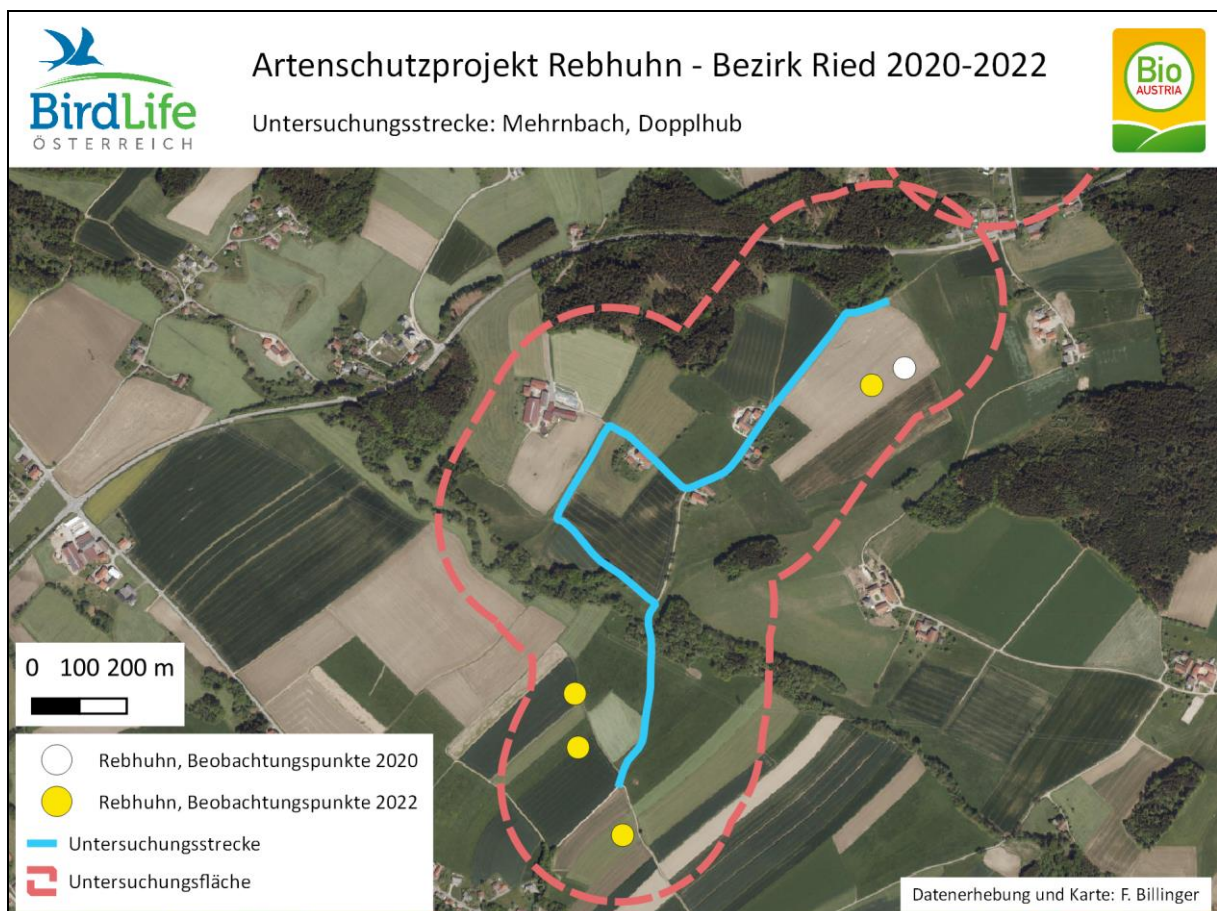 BirdLife
ÖSTERREICH
Artenschutzprojekt Rebhuhn - Bezirk Ried 2020-2022
Untersuchungsstrecke: Mehrnbach, Dopplhub
Bio
AUSTRIA
0 100 200 m
Rebhuhn, Beobachtungspunkte 2020
Rebhuhn, Beobachtungspunkte 2022
Untersuchungsstrecke
Untersuchungsfläche
Datenerhebung und Karte: F. Billinger